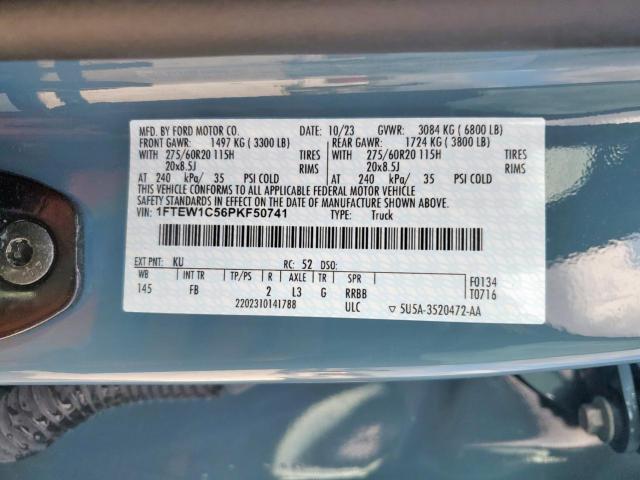 MFD. BY FORD MOTOR CO. 10/23 GVWR: 3084 KG ( 6800 LB)
FRONT GAWR: 1497 KG ( 3300 LB) REAR GAWR: 1724 KG ( 3800 LB)
WITH 275/60R20 115H TIRES WITH 275/60R20 115H TIRES
20x8.5J RIMS 20x8.5J RIMS
AT 240 kPa/ 35 PSI COLD AT 240 kPa/ 35 PSI COLD
THIS VEHICLE CONFORMS TO ALL APPLICABLE FEDERAL MOTOR VEHICLE
SAFETY STANDARDS IN EFFECT ON THE DATE OF MANUFACTURE SHOWN ABOVE.
VIN: 1FTEW1C56PKF50741 TYPE: Truck
EXT PNT: KU RC: 52 DSO:
WB INT TR TP/PS R AXLE TR SPR F0134
145 FB 2 L3 G RRBB T0716
2202310141788 ULC 5U5A-3520472-AA